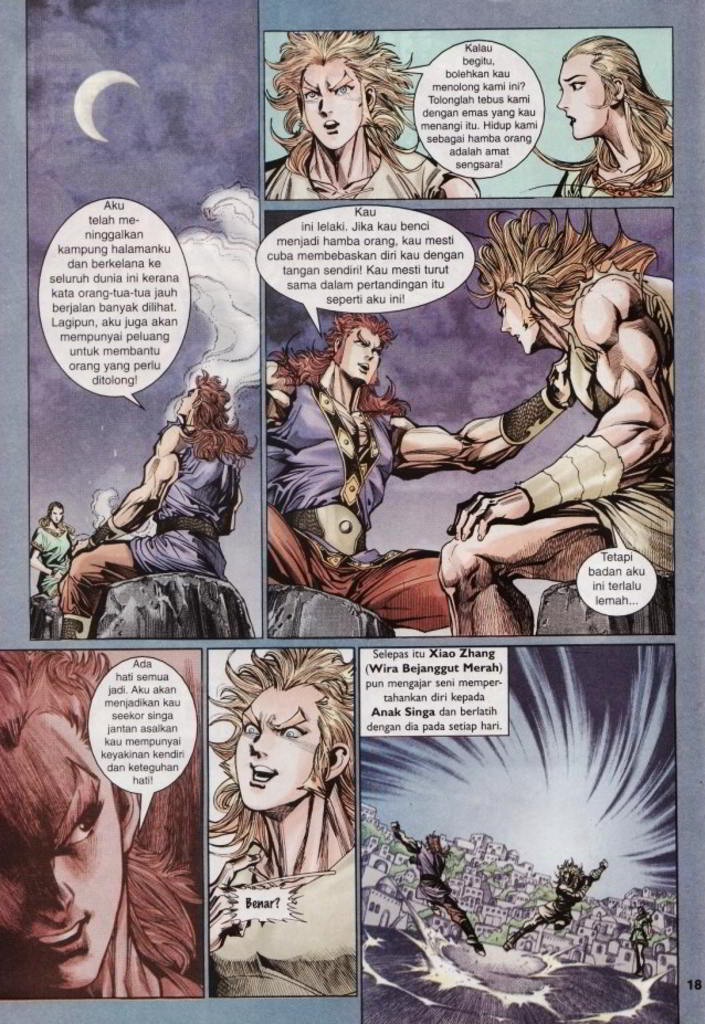 Aku
telah me-
ninggalkan
kampung halamanku
dan berkelana ke
seluruh dunia ini kerana
kata orang-tua-tua jauh
berjalan banyak dilihat.
Lagipun, aku juga akan
mempunyai peluang
untuk membantu
orang yang perlu
ditolong!
Kalau
begitu,
bolehkan kau
menolong kami ini?
Tolonglah tebus kami
dengan emas yang kau
menangi itu. Hidup kami
sebagai hamba orang
adalah amat
sengsara!
Kau
ini lelaki. Jika kau benci
menjadi hamba orang, kau mesti
cuba membebaskan diri kau dengan
tangan sendiri! Kau mesti turut
sama dalam pertandingan itu
seperti aku ini!
Tetapi
badan aku
ini terlalu
lemah...
Ada
hati semua
jadi. Aku akan
menjadikan kau
seekor singa
jantan asalkan
kau mempunyai
keyakinan kendiri
dan keteguhan
hati!
Benar?
Selepas itu Xiao Zhang
(Wira Bejanggut Merah)
pun mengajar seni memper-
tahankan diri kepada
Anak Singa dan berlatih
dengan dia pada setiap hari.
18